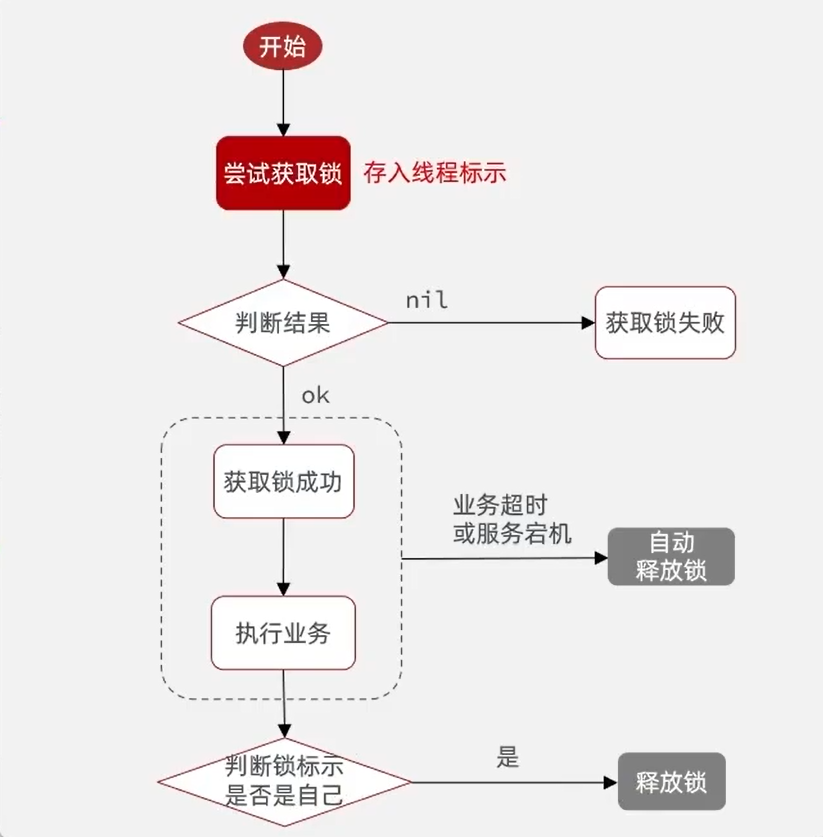 开始
尝试获取锁
存入线程标示
判断结果
nil
获取锁失败
ok
获取锁成功
业务超时
或服务宕机
自动
释放锁
执行业务
判断锁标示
是否是自己
是
释放锁